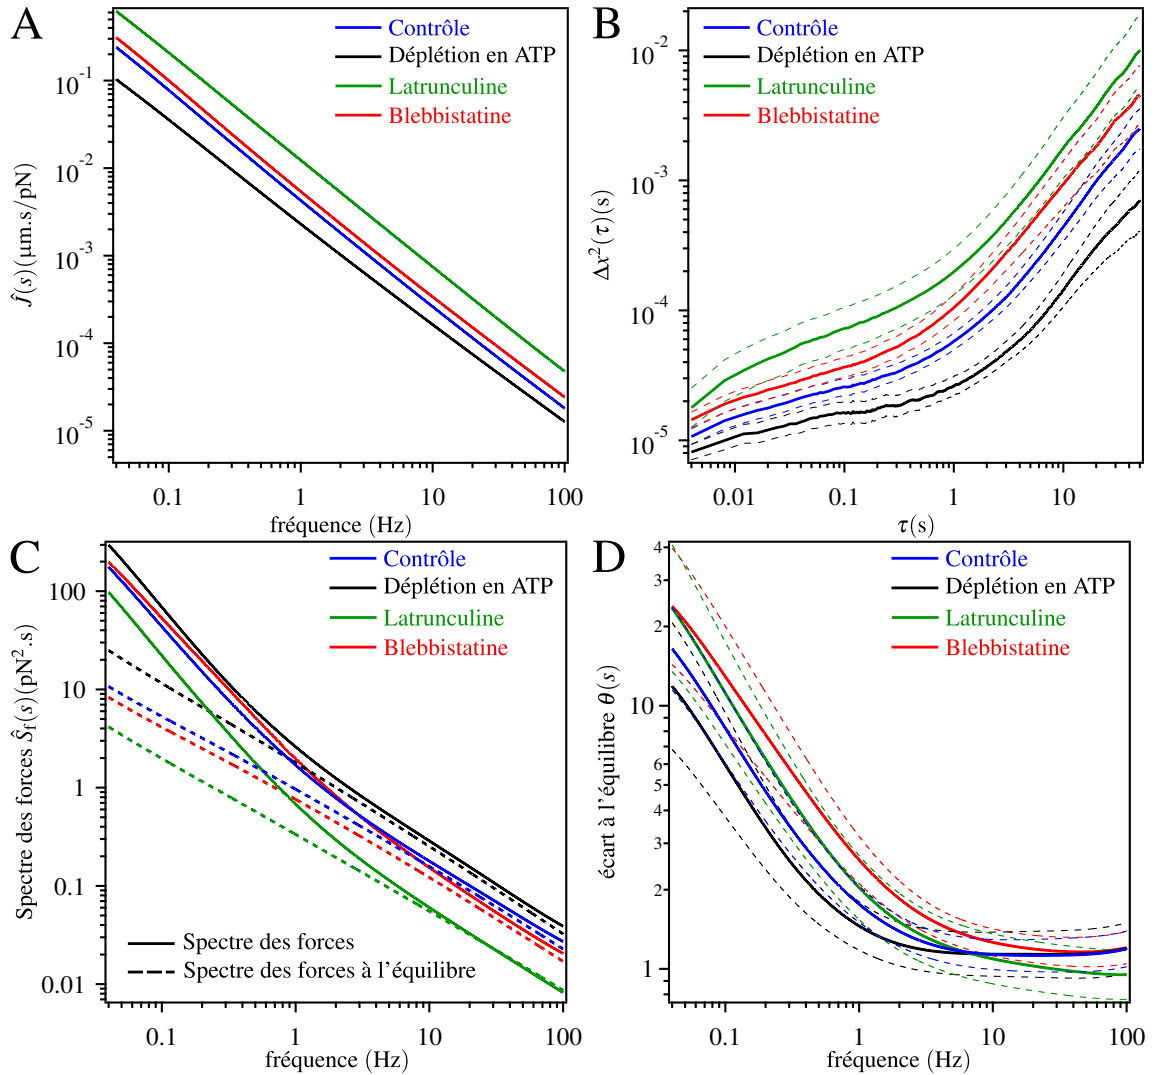 A
Contrôle
Déplétion en ATP
Latrunculine
Blebbistatine
10⁻¹
10⁻²
10⁻³
10⁻⁴
10⁻⁵
Ĵ(s)(μm.s/pN)
0.1 1 10 100
fréquence (Hz)
B
Contrôle
Déplétion en ATP
Latrunculine
Blebbistatine
10⁻²
10⁻³
10⁻⁴
10⁻⁵
Δx²(τ)(s)
0.01 0.1 1 10
τ(s)
C
Contrôle
Déplétion en ATP
Latrunculine
Blebbistatine
100
10
1
0.1
0.01
Spectre des forces Ŝf(s)(pN².s)
Spectre des forces
Spectre des forces à l'équilibre
0.1 1 10 100
fréquence (Hz)
D
Contrôle
Déplétion en ATP
Latrunculine
Blebbistatine
4
3
2
10
6
5
4
3
2
1
écart à l'équilibre θ(s)
0.1 1 10 100
fréquence (Hz)